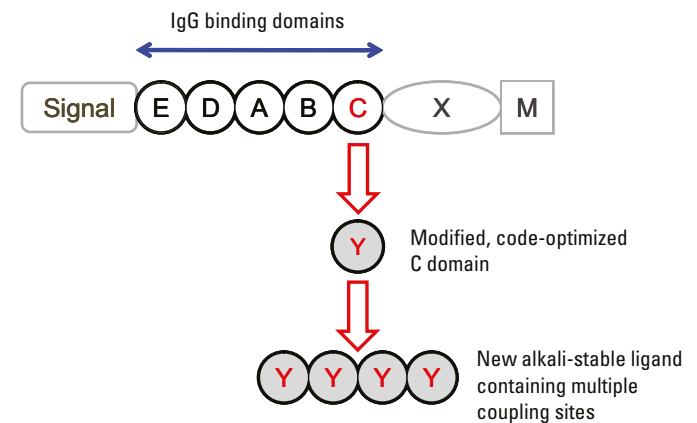 IgG binding domains
Signal E D A B C X M
Y
Modified, code-optimized
C domain
Y Y Y Y
New alkali-stable ligand
containing multiple
coupling sites